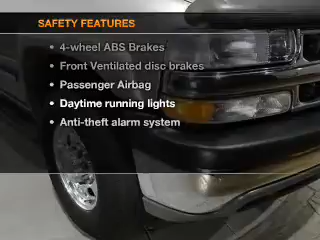 SAFETY FEATURES
• 4-wheel ABS Brakes
• Front Ventilated disc brakes
• Passenger Airbag
• Daytime running lights
• Anti-theft alarm system